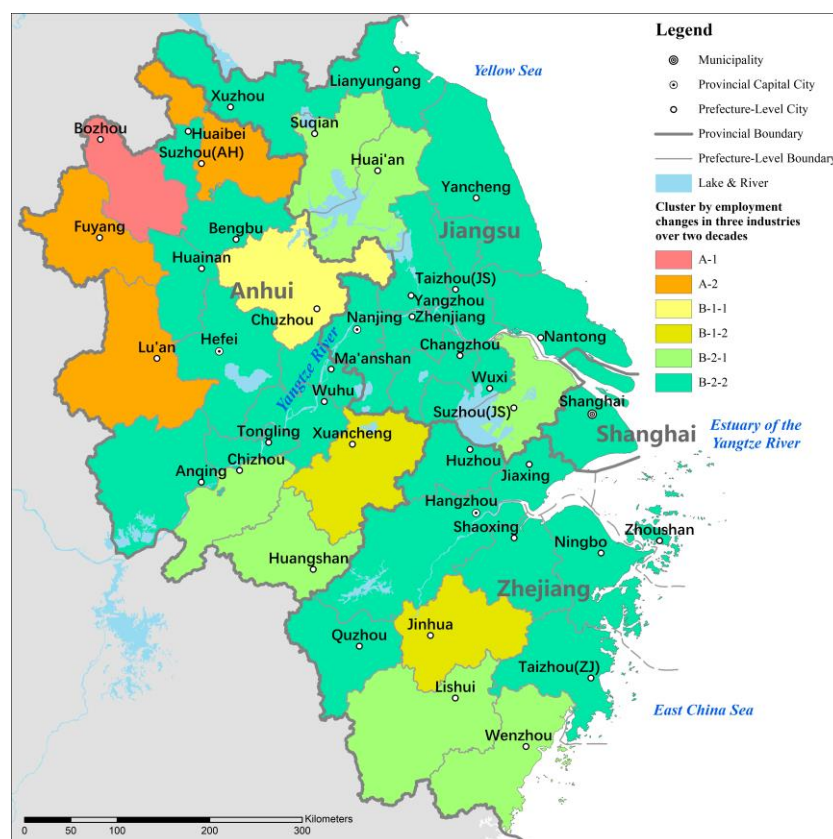 Legend
Municipality
Provincial Capital City
Prefecture-Level City
Provincial Boundary
Prefecture-Level Boundary
Lake & River
Cluster by employment
changes in three industries
over two decades
A-1
A-2
B-1-1
B-1-2
B-2-1
B-2-2
Yellow Sea
Lianyungang
Xuzhou
Bozhou
Huaibei
Suqian
Suzhou(AH)
Huai'an
Yancheng
Fuyang
Bengbu
Jiangsu
Huainan
Taizhou(JS)
Anhui
Yangzhou
Chuzhou
Nanjing
Zhenjiang
Nantong
Hefei
Changzhou
Lu'an
Ma'anshan
Yangtze River
Wuxi
Wuhu
Suzhou(JS)
Shanghai
Shanghai
Estuary of the
Yangtze River
Tongling
Xuancheng
Huzhou
Chizhou
Jiaxing
Anqing
Hangzhou
Shaoxing
Ningbo
Zhoushan
Huangshan
Zhejiang
Jinhua
Quzhou
Taizhou(ZJ)
Lishui
East China Sea
Wenzhou
Kilometers
0 50 100 200 300